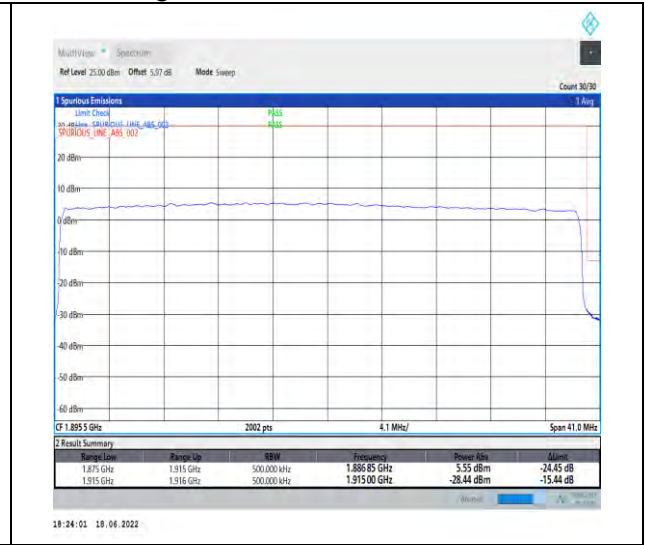 MultiView Spectrum
Ref Level 25.00 dBm Offset 5.97 dB Mode Sweep
Count 30/30
1 Spurious Emissions 1 Avg
Limit Check PASS
Line SPURIOUS_LINE_ABS_002 PASS
SPURIOUS_LINE_ABS_002
20 dBm
10 dBm
0 dBm
-10 dBm
-20 dBm
-30 dBm
-40 dBm
-50 dBm
-60 dBm
CF 1.895 5 GHz 2002 pts 4.1 MHz/ Span 41.0 MHz
2 Result Summary
Range Low Range Up RBW Frequency Power Abs ΔLimit
1.875 GHz 1.915 GHz 500.000 kHz 1.886 85 GHz 5.55 dBm -24.45 dB
1.915 GHz 1.916 GHz 500.000 kHz 1.915 00 GHz -28.44 dBm -15.44 dB
18:24:01 18.06.2022